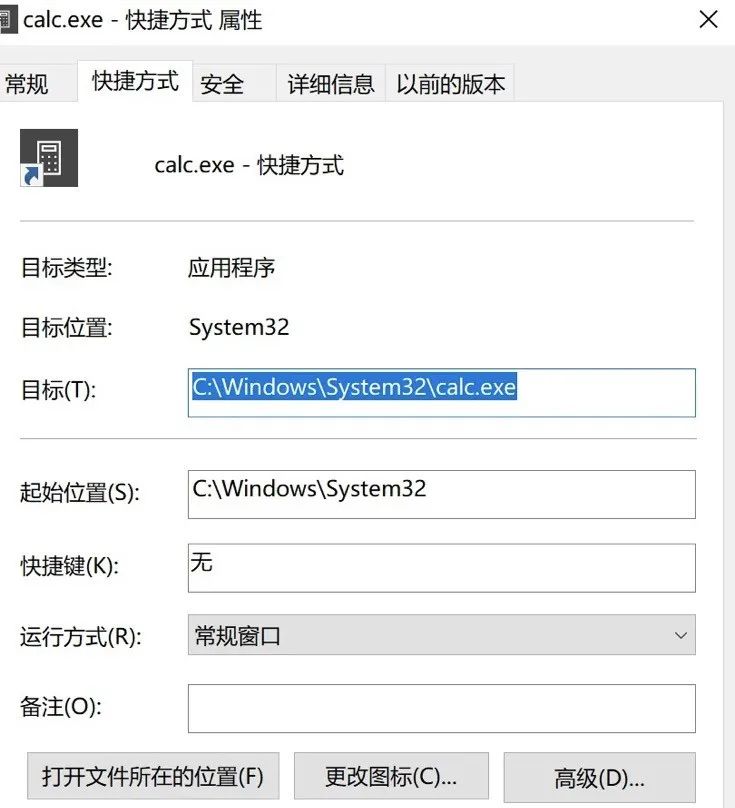 calc.exe - 快捷方式 属性
常规 快捷方式 安全 详细信息 以前的版本
calc.exe - 快捷方式
目标类型: 应用程序
目标位置: System32
目标(T): C:\Windows\System32\calc.exe
起始位置(S): C:\Windows\System32
快捷键(K): 无
运行方式(R): 常规窗口
备注(O):
打开文件所在的位置(F) 更改图标(C)... 高级(D)...